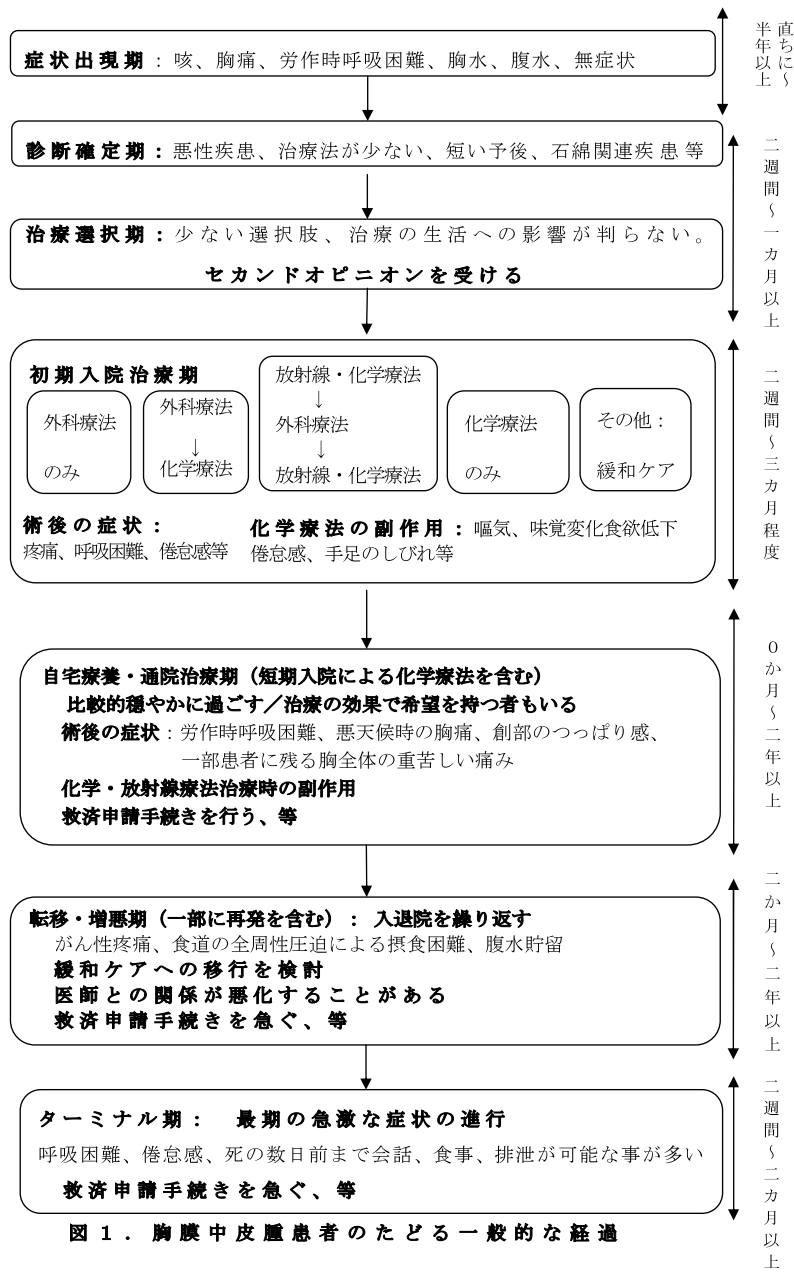 症状出現期：咳、胸痛、労作時呼吸困難、胸水、腹水、無症状
直ちに～
半年以上
診断確定期：悪性疾患、治療法が少ない、短い予後、石綿関連疾患等
治療選択期：少ない選択肢、治療の生活への影響が判らない。
セカンドオピニオンを受ける
二週間～一カ月以上
初期入院治療期
外科療法
のみ
外科療法
↓
化学療法
放射線・化学療法
↓
外科療法
↓
放射線・化学療法
化学療法
のみ
その他：
緩和ケア
術後の症状：
疼痛、呼吸困難、倦怠感等
化学療法の副作用：嘔気、味覚変化食欲低下
倦怠感、手足のしびれ等
二週間～三カ月程度
自宅療養・通院治療期（短期入院による化学療法を含む）
比較的穏やかに過ごす／治療の効果で希望を持つ者もいる
術後の症状：労作時呼吸困難、悪天候時の胸痛、創部のつっぱり感、
一部患者に残る胸全体の重苦しい痛み
化学・放射線療法治療時の副作用
救済申請手続きを行う、等
０か月～二年以上
転移・増悪期（一部に再発を含む）： 入退院を繰り返す
がん性疼痛、食道の全周性圧迫による摂食困難、腹水貯留
緩和ケアへの移行を検討
医師との関係が悪化することがある
救済申請手続きを急ぐ、等
二か月～二年以上
ターミナル期： 最期の急激な症状の進行
呼吸困難、倦怠感、死の数日前まで会話、食事、排泄が可能な事が多い
救済申請手続きを急ぐ、等
二週間～二カ月以上
図１．胸膜中皮腫患者のたどる一般的な経過